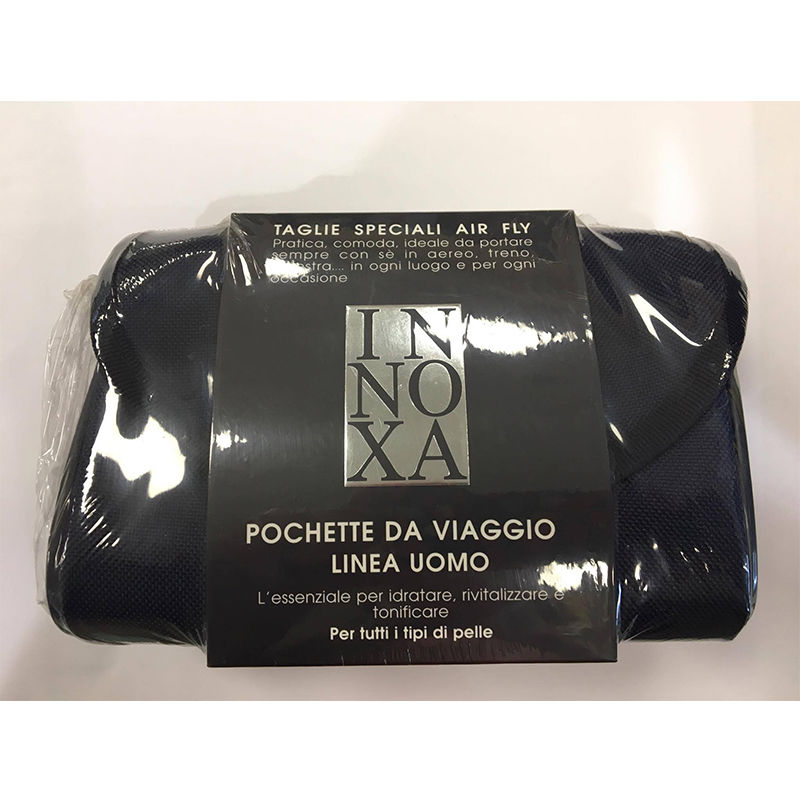 TAGLIE SPECIALI AIR FLY
Pratica, comoda, ideale da portare
sempre con sè in aereo, treno,
in ogni luogo e per ogni
occasione
IN
NO
XA
POCHETTE DA VIAGGIO
LINEA UOMO
L'essenziale per idratare, rivitalizzare e
tonificare
Per tutti i tipi di pelle